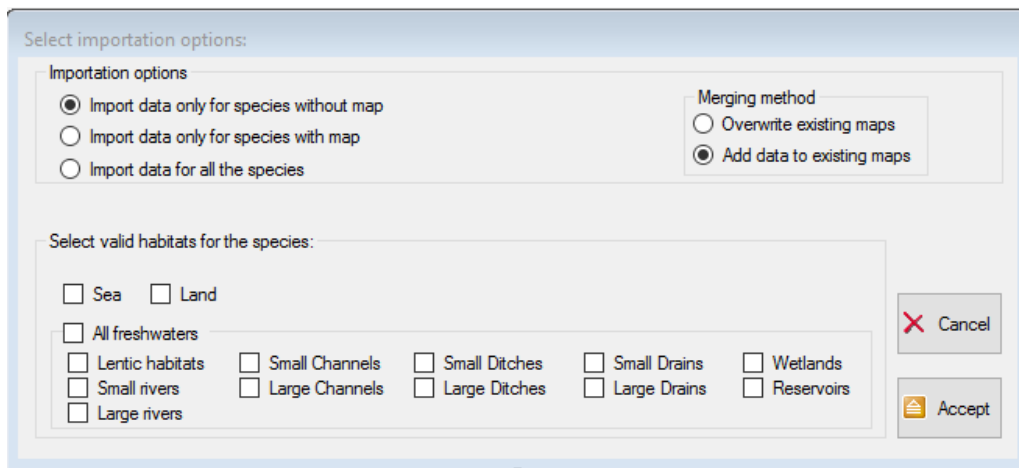 Select importation options:
Importation options
Import data only for species without map
Import data only for species with map
Import data for all the species
Merging method
Overwrite existing maps
Add data to existing maps
Select valid habitats for the species:
Sea Land
All freshwaters
Lentic habitats Small Channels Small Ditches Small Drains Wetlands
Small rivers Large Channels Large Ditches Large Drains Reservoirs
Large rivers
Cancel
Accept